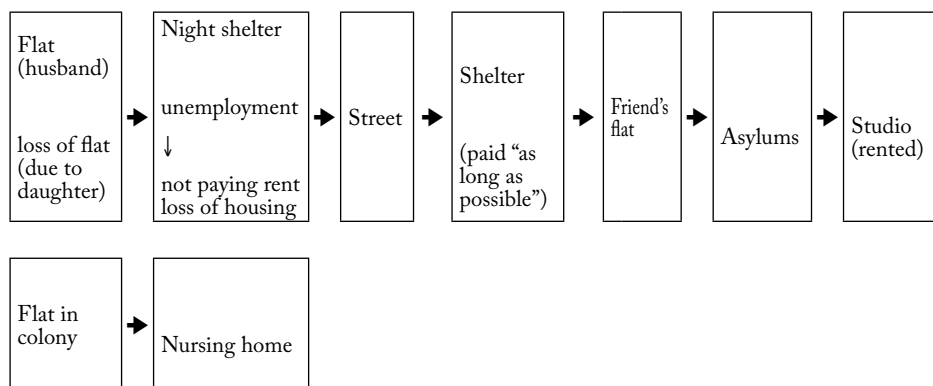 Flat
(husband)
loss of flat
(due to
daughter)
Night shelter
unemployment
↓
not paying rent
loss of housing
Street
Shelter
(paid “as
long as
possible”)
Friend’s
flat
Asylums
Studio
(rented)
Flat in
colony
Nursing home